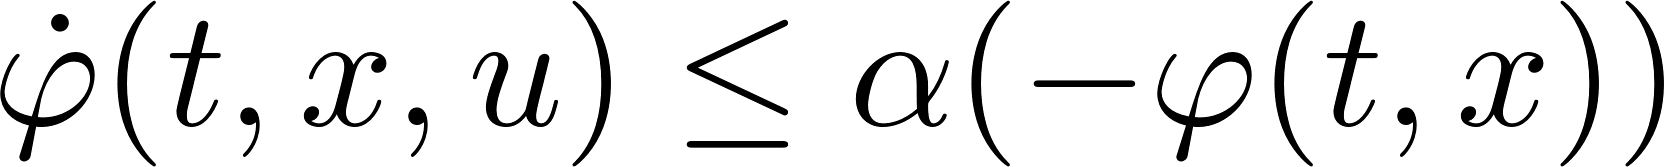 φ̇(t, x, u) ≤ α(−φ(t, x))